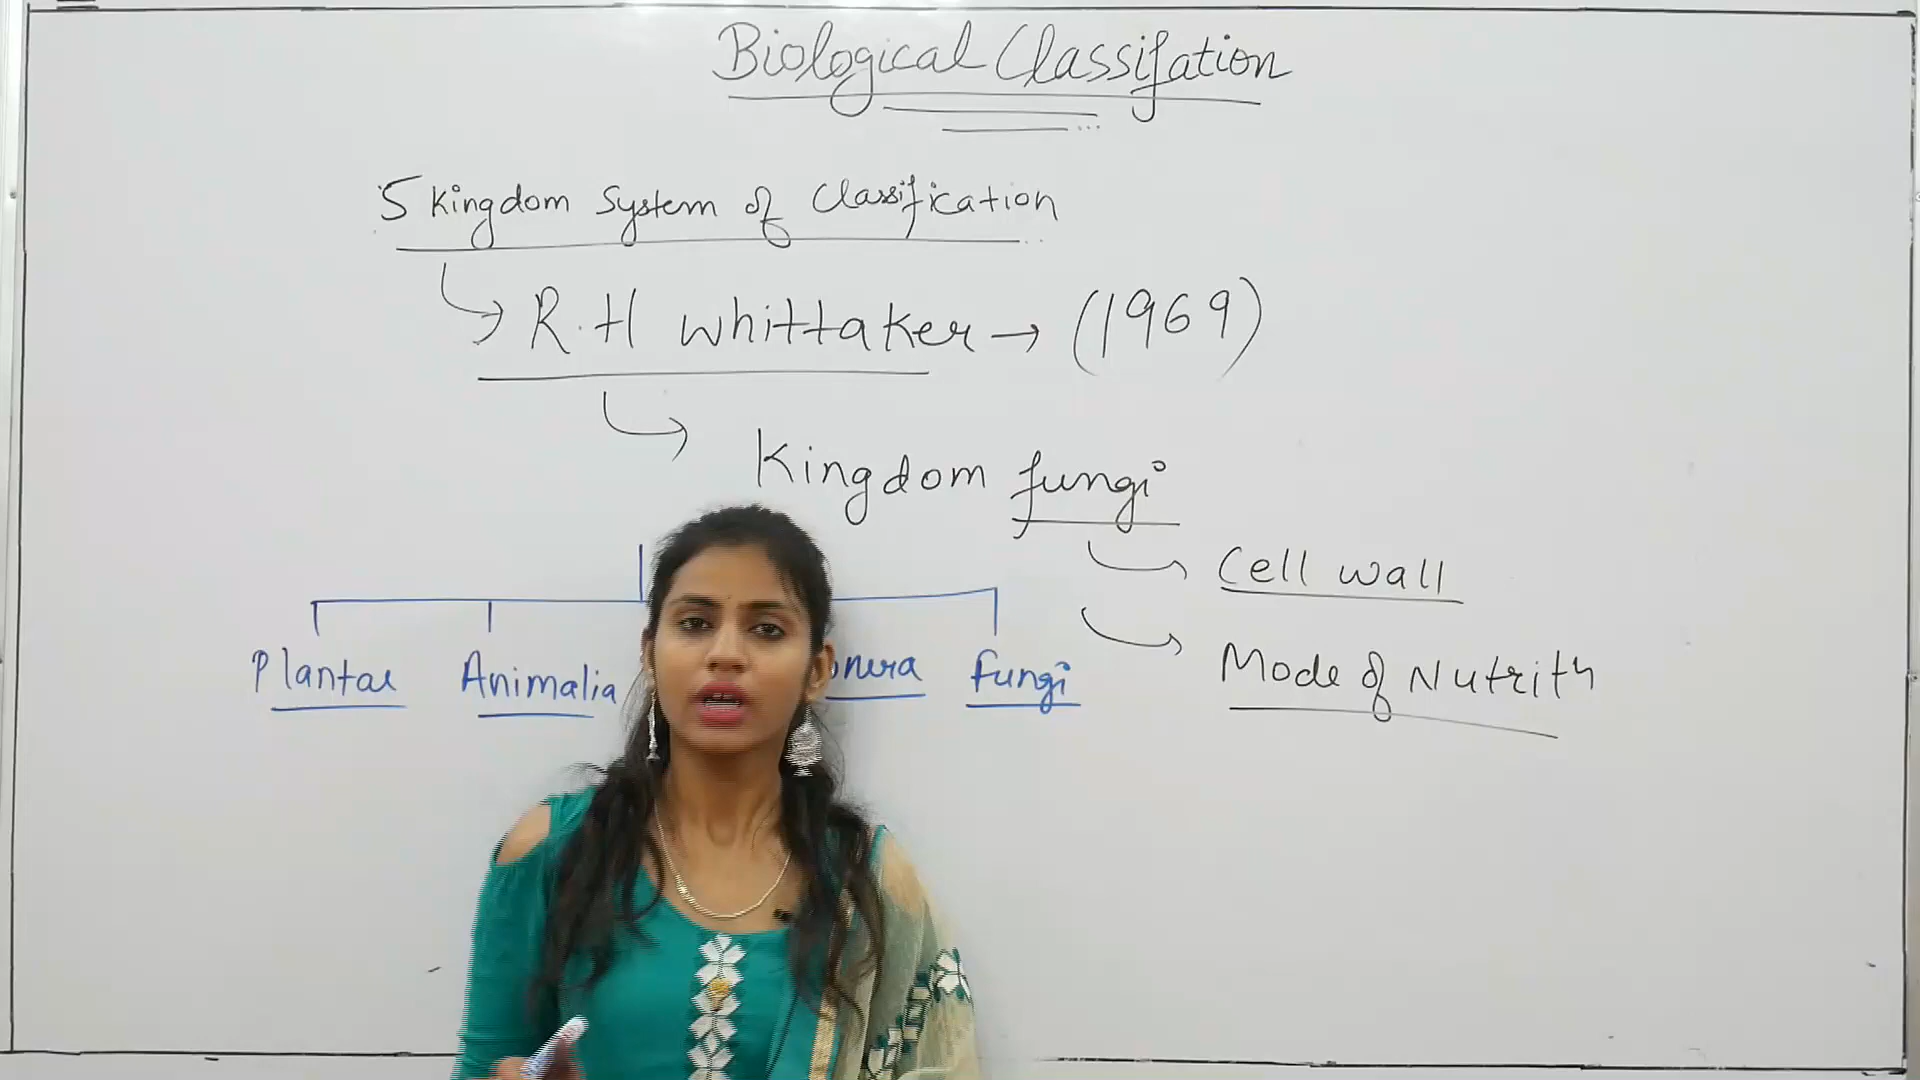 Biological Classifation
5 Kingdom System of Classification
R.H Whittaker → (1969)
Kingdom fungi
Cell wall
Plantae Animalia fungi
Mode of Nutrith